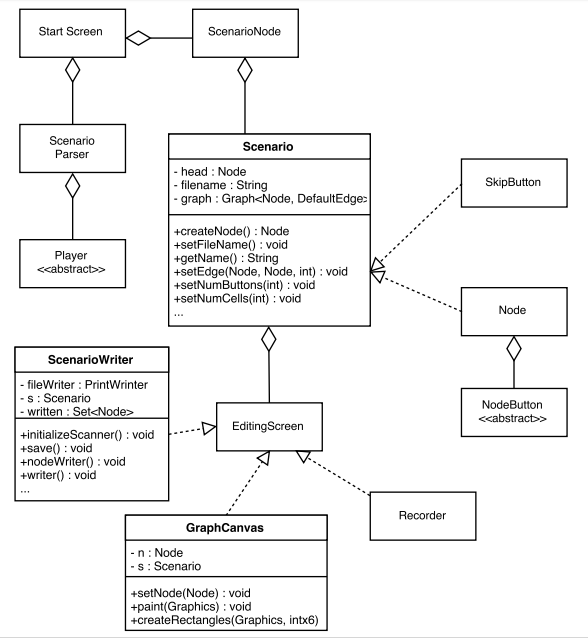 Start Screen
ScenarioNode
Scenario
Parser
Player
<<abstract>>
Scenario
- head : Node
- filename : String
- graph : Graph<Node, DefaultEdge>
+createNode() : Node
+setFileName() : void
+getName() : String
+setEdge(Node, Node, int) : void
+setNumButtons(int) : void
+setNumCells(int) : void
...
SkipButton
Node
NodeButton
<<abstract>>
ScenarioWriter
- fileWriter : PrintWrinter
- s : Scenario
- written : Set<Node>
+initializeScanner() : void
+save() : void
+nodeWriter() : void
+writer() : void
...
EditingScreen
Recorder
GraphCanvas
- n : Node
- s : Scenario
+setNode(Node) : void
+paint(Graphics) : void
+createRectangles(Graphics, intx6)